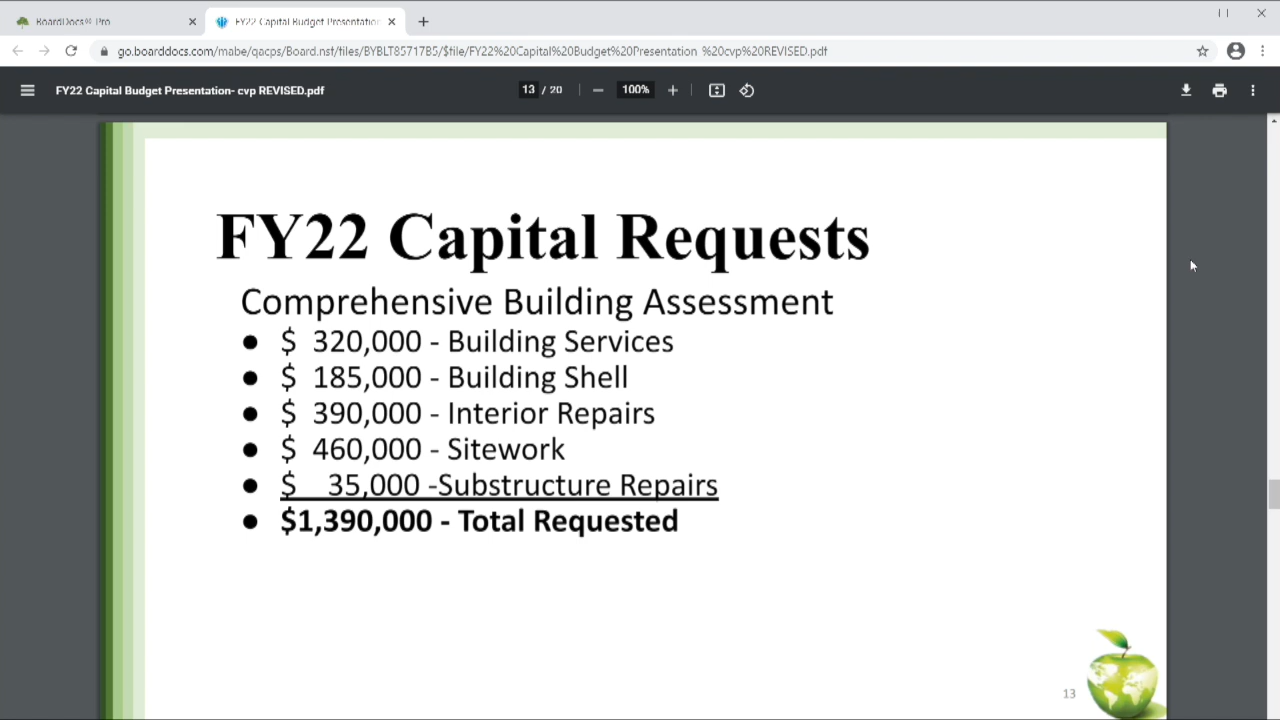 BoardDocs® Pro
FY22 Capital Budget Presentation
go.boarddocs.com/mabe/qacps/Board.nsf/files/BYBLT85717B5/$file/FY22%20Capital%20Budget%20Presentation_%20cvp%20REVISED.pdf
FY22 Capital Budget Presentation- cvp REVISED.pdf
13 / 20
100%
FY22 Capital Requests
Comprehensive Building Assessment
● $ 320,000 - Building Services
● $ 185,000 - Building Shell
● $ 390,000 - Interior Repairs
● $ 460,000 - Sitework
● $ 35,000 -Substructure Repairs
● $1,390,000 - Total Requested
13